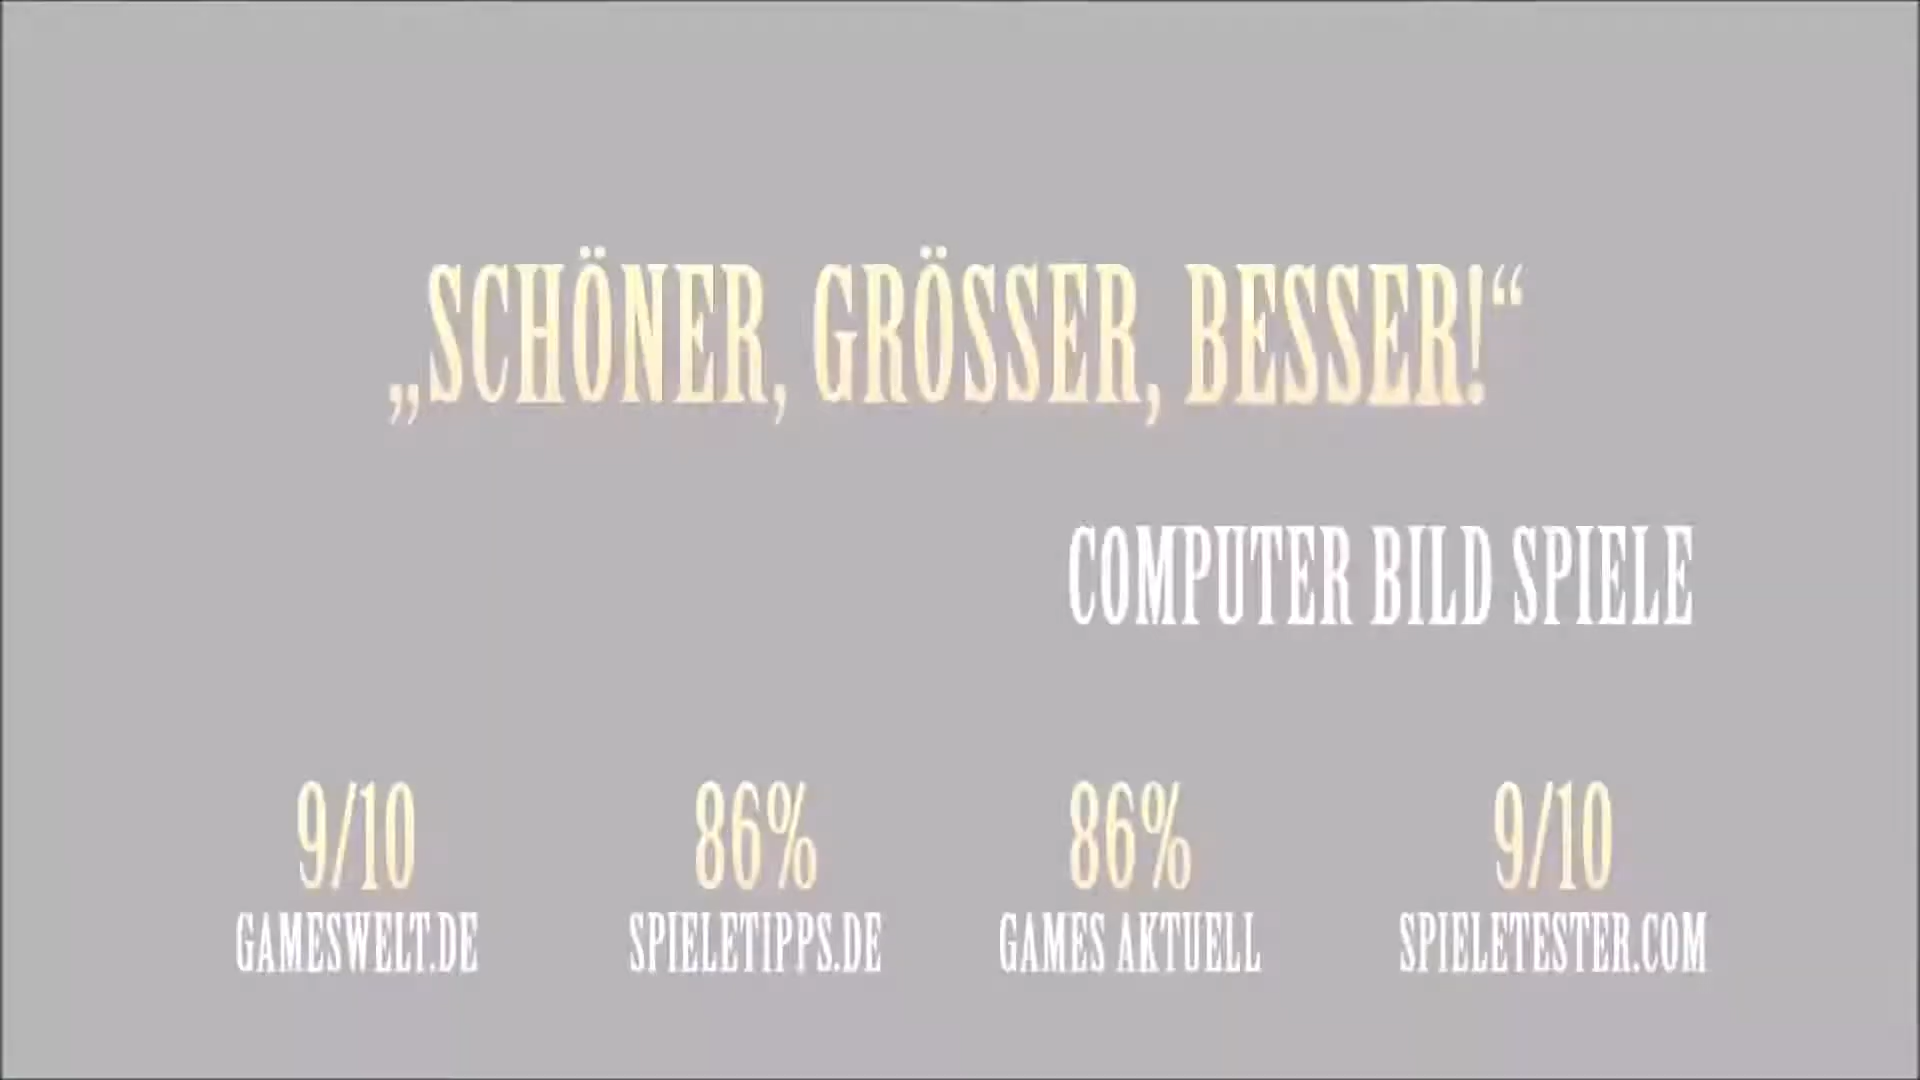 „SCHÖNER, GRÖSSER, BESSER!“
COMPUTER BILD SPIELE
9/10 86% 86% 9/10
GAMESWELT.DE SPIELETIPPS.DE GAMES AKTUELL SPIELETESTER.COM